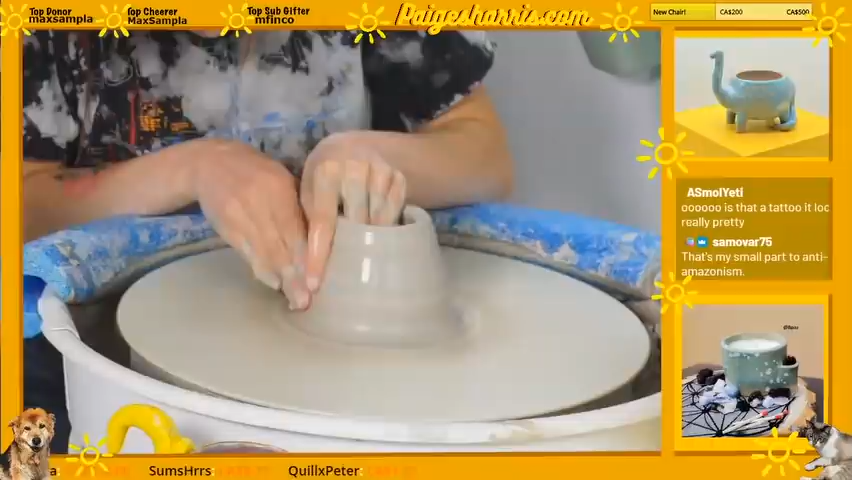 Top Donor
maxsampla
Top Cheerer
MaxSampla
Top Sub Gifter
mfinco
Paigesharris.com
New Chair!
CA$200
CA$500
ASmolYeti
oooooo is that a tattoo it loo
really pretty
samovar75
That's my small part to anti-
amazonism.
a:
SumsHrrs
QuillxPeter